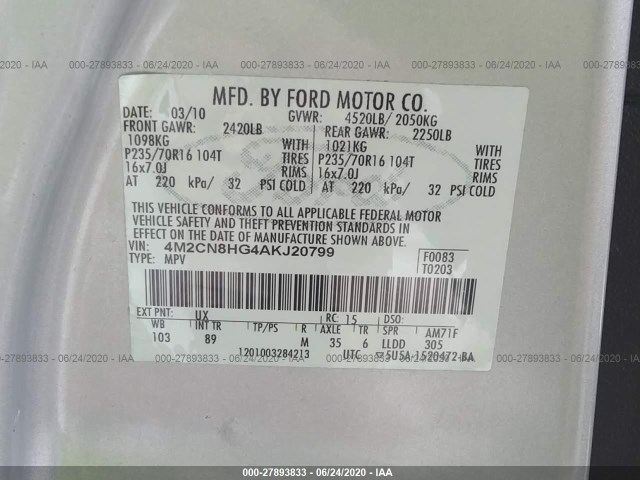 000-27893833 - 06/24/2020 - IAA
MFD. BY FORD MOTOR CO.
DATE: 03/10 GVWR: 4520LB/ 2050KG
FRONT GAWR: 2420LB REAR GAWR: 2250LB
1098KG WITH 1021KG WITH
P235/70R16 104T TIRES P235/70R16 104T TIRES
16x7.0J RIMS 16x7.0J RIMS
AT 220 kPa/ 32 PSI COLD AT 220 kPa/ 32 PSI COLD
THIS VEHICLE CONFORMS TO ALL APPLICABLE FEDERAL MOTOR
VEHICLE SAFETY AND THEFT PREVENTION STANDARDS IN
EFFECT ON THE DATE OF MANUFACTURE SHOWN ABOVE.
VIN: 4M2CN8HG4AKJ20799 F0083
TYPE: MPV T0203
EXT PNT: UX RC: 15 DSO:
WB INT TR TP/PS R AXLE TR SPR AM71F
103 89 M 35 6 LLDD 305
1201003284213 UTC 5U5A-1520472-BA
000-27893833 - 06/24/2020 - IAA